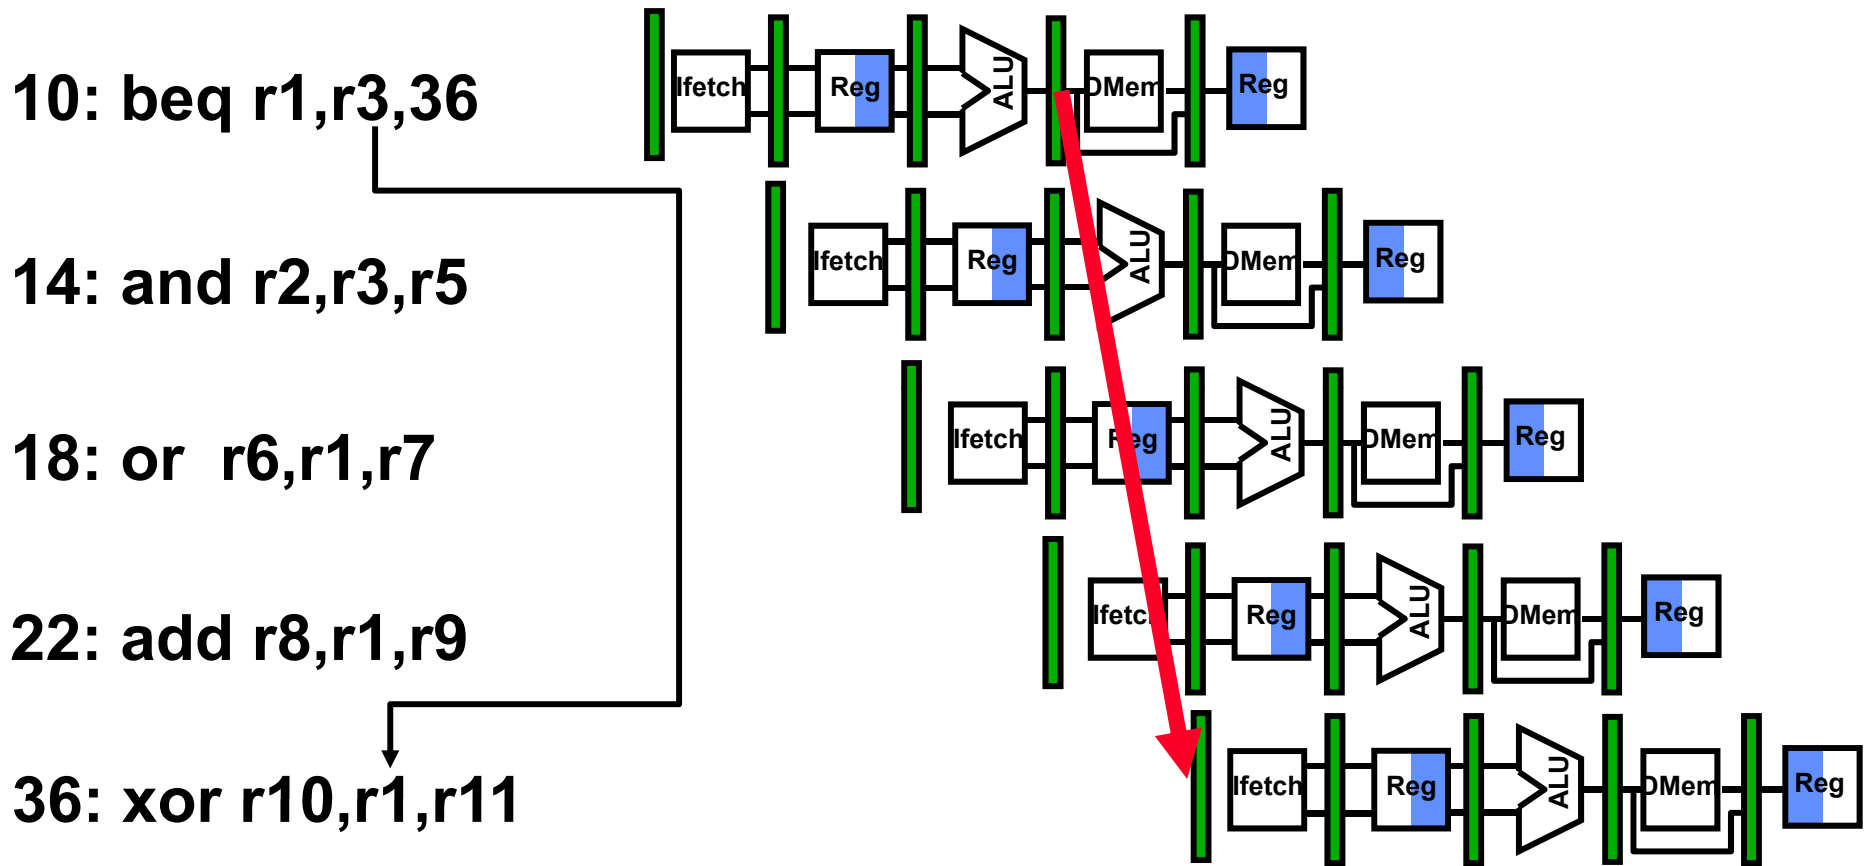 10: beq r1,r3,36
Ifetch Reg ALU DMem Reg
14: and r2,r3,r5
Ifetch Reg ALU DMem Reg
18: or r6,r1,r7
Ifetch Reg ALU DMem Reg
22: add r8,r1,r9
Ifetch Reg ALU DMem Reg
36: xor r10,r1,r11
Ifetch Reg ALU DMem Reg